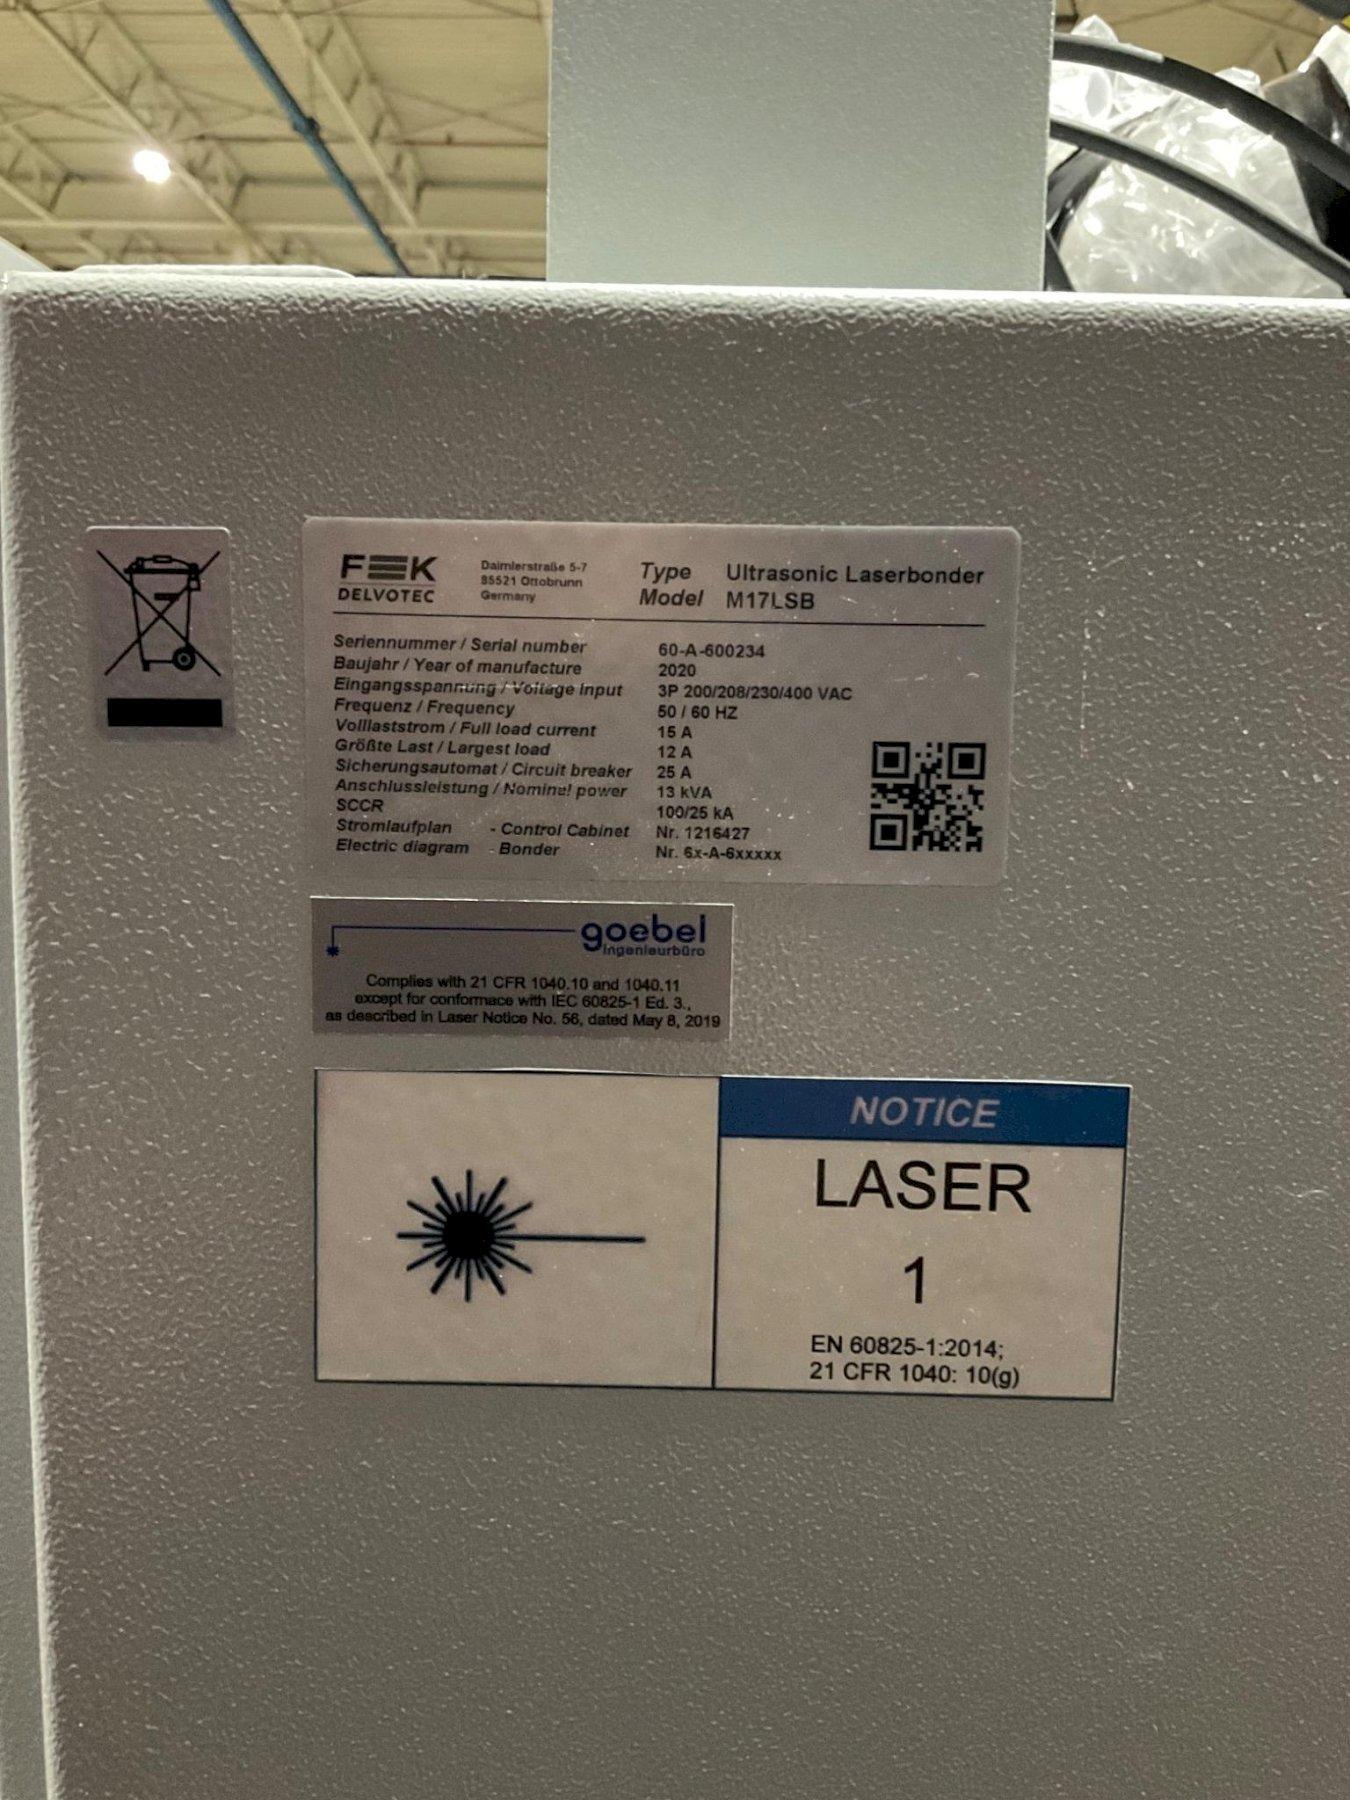 F≡K
DELVOTEC
Daimlerstraße 5-7
85521 Ottobrunn
Germany
Type Ultrasonic Laserbonder
Model M17LSB
Seriennummer / Serial number 60-A-600234
Baujahr / Year of manufacture 2020
Eingangsspannung / Voltage input 3P 200/208/230/400 VAC
Frequenz / Frequency 50 / 60 HZ
Volllaststrom / Full load current 15 A
Größte Last / Largest load 12 A
Sicherungsautomat / Circuit breaker 25 A
Anschlussleistung / Nominal power 13 kVA
SCCR 100/25 kA
Stromlaufplan - Control Cabinet Nr. 1216427
Electric diagram - Bonder Nr. 6x-A-6xxxxx
goebel
ingenieurbüro
Complies with 21 CFR 1040.10 and 1040.11
except for conformace with IEC 60825-1 Ed. 3.,
as described in Laser Notice No. 56, dated May 8, 2019
NOTICE
LASER
1
EN 60825-1:2014;
21 CFR 1040: 10(g)